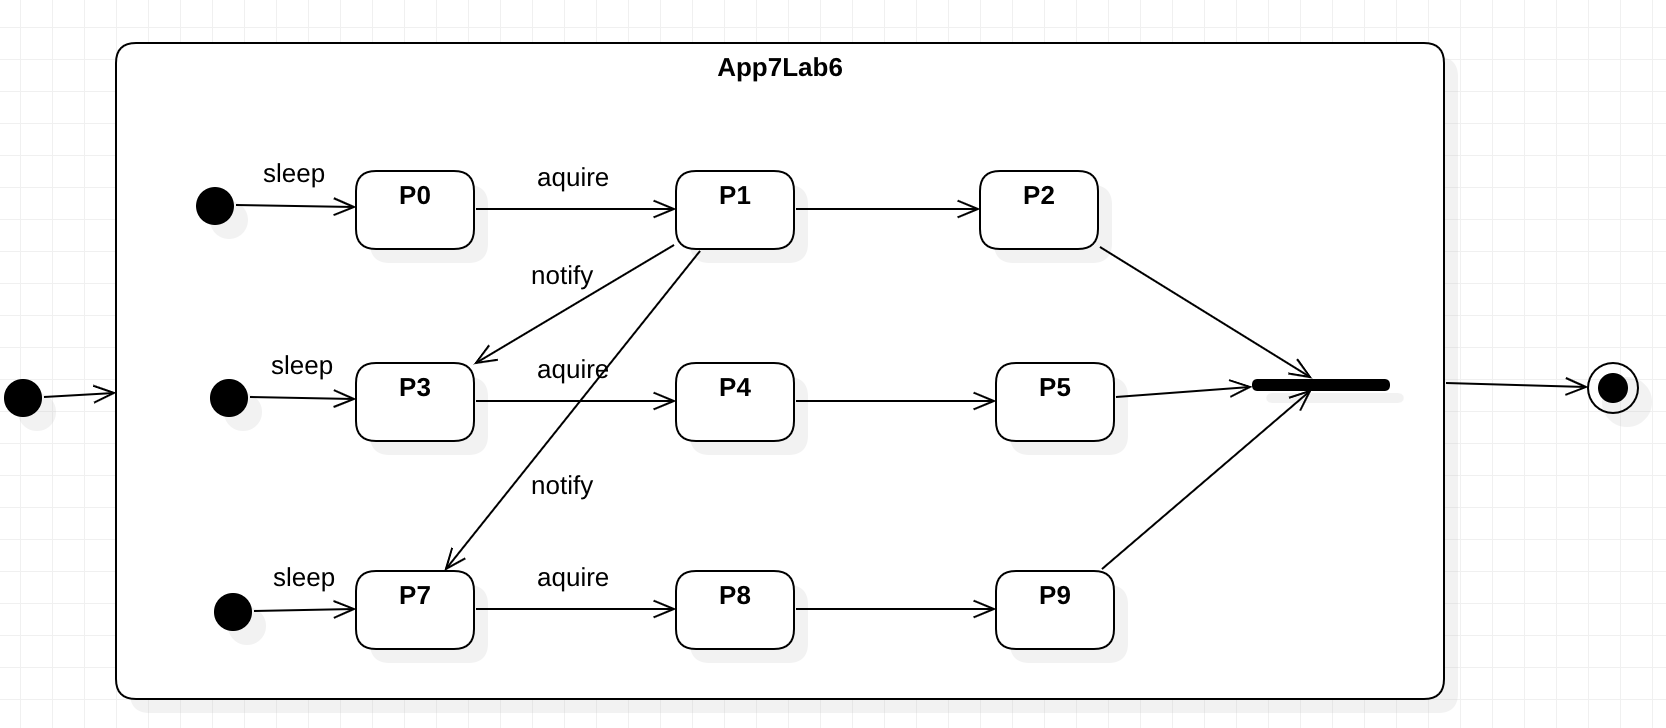 App7Lab6
sleep
P0
aquire
P1
P2
notify
sleep
P3
aquire
P4
P5
notify
sleep
P7
aquire
P8
P9